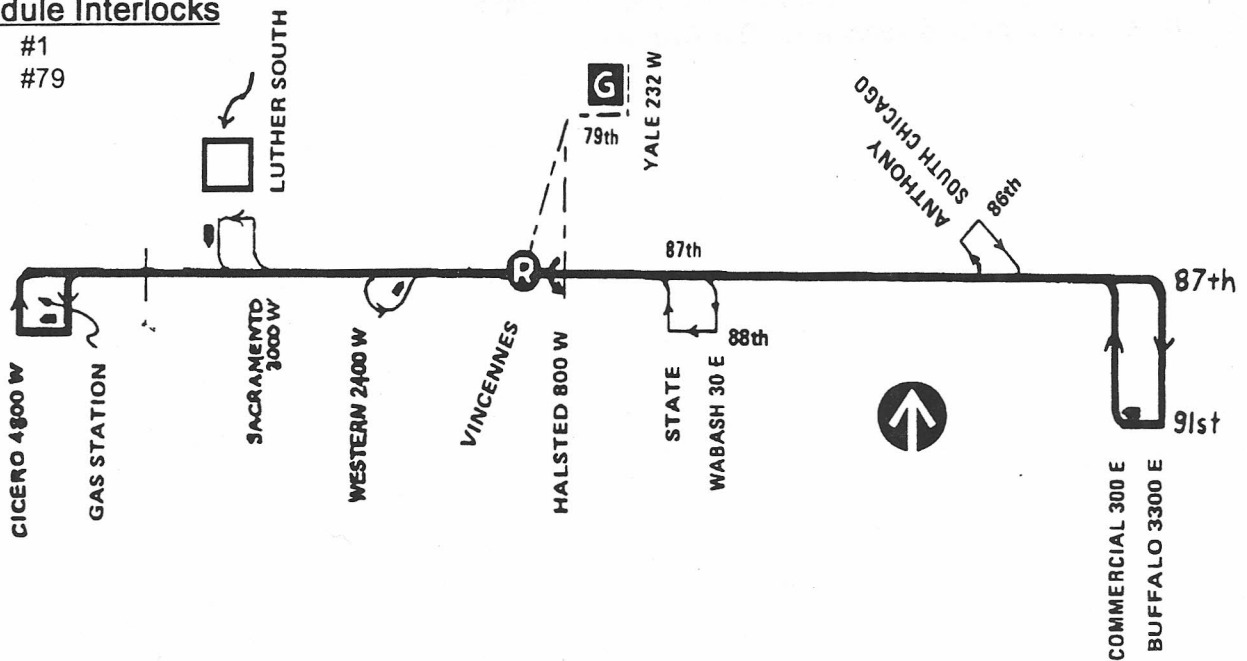 dule Interlocks
#1
#79
LUTHER SOUTH
G
79th
YALE 232 W
ANTHONY
SOUTH CHICAGO
86th
R
87th
87th
88th
91st
CICERO 4800 W
GAS STATION
SACRAMENTO
3000 W
WESTERN 2400 W
VINCENNES
HALSTED 800 W
STATE
WABASH 30 E
COMMERCIAL 300 E
BUFFALO 3300 E